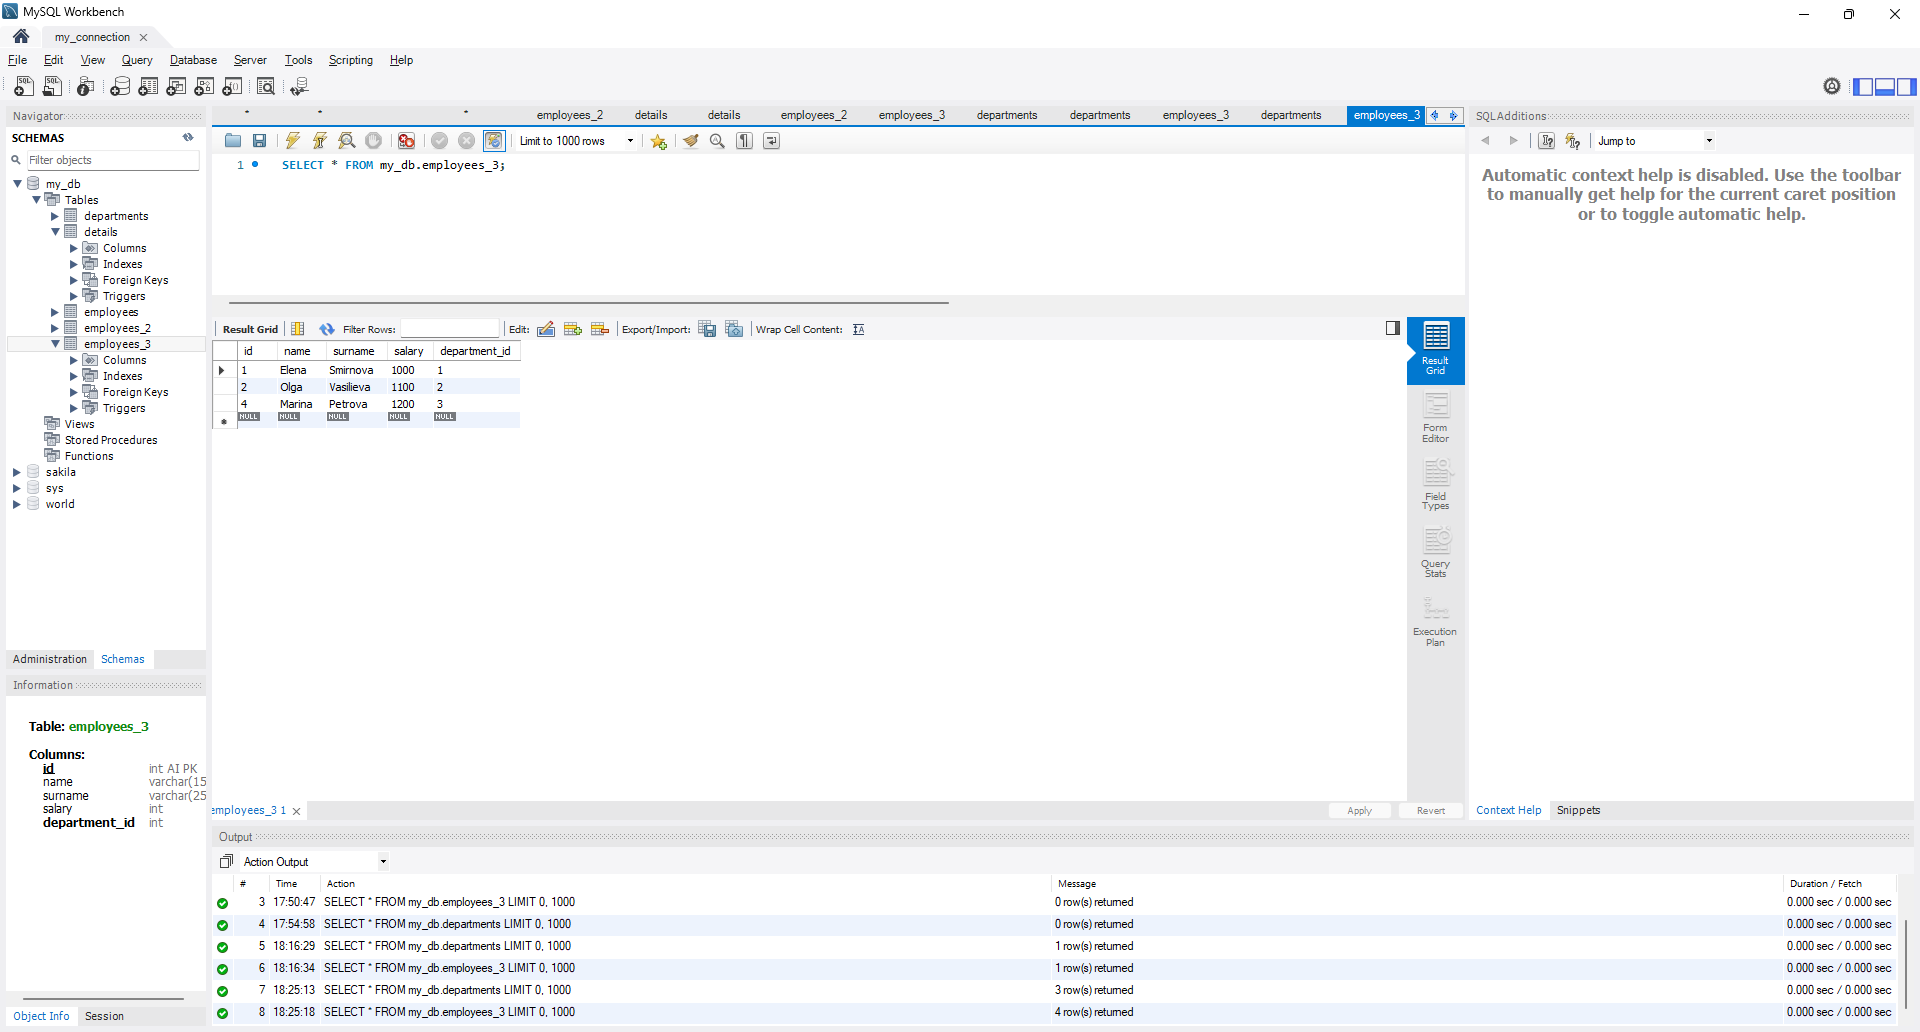 MySQL Workbench
my_connection
File Edit View Query Database Server Tools Scripting Help
Navigator
SCHEMAS
Filter objects
my_db
Tables
departments
details
Columns
Indexes
Foreign Keys
Triggers
employees
employees_2
employees_3
Columns
Indexes
Foreign Keys
Triggers
Views
Stored Procedures
Functions
sakila
sys
world
Administration Schemas
Information
Table: employees_3
Columns:
id int AI PK
name varchar(15
surname varchar(25
salary int
department_id int
Object Info Session
employees_2 details details employees_2 employees_3 departments departments employees_3 departments employees_3
Limit to 1000 rows
1 SELECT * FROM my_db.employees_3;
Result Grid Filter Rows: Edit: Export/Import: Wrap Cell Content:
id name surname salary department_id
1 Elena Smirnova 1000 1
2 Olga Vasilieva 1100 2
4 Marina Petrova 1200 3
NULL NULL NULL NULL NULL
Result
Grid
Form
Editor
Field
Types
Query
Stats
Execution
Plan
employees_3 1
Apply Revert
SQLAdditions
Jump to
Automatic context help is disabled. Use the toolbar
to manually get help for the current caret position
or to toggle automatic help.
Context Help Snippets
Output
Action Output
# Time Action Message Duration / Fetch
3 17:50:47 SELECT * FROM my_db.employees_3 LIMIT 0, 1000 0 row(s) returned 0.000 sec / 0.000 sec
4 17:54:58 SELECT * FROM my_db.departments LIMIT 0, 1000 0 row(s) returned 0.000 sec / 0.000 sec
5 18:16:29 SELECT * FROM my_db.departments LIMIT 0, 1000 1 row(s) returned 0.000 sec / 0.000 sec
6 18:16:34 SELECT * FROM my_db.employees_3 LIMIT 0, 1000 1 row(s) returned 0.000 sec / 0.000 sec
7 18:25:13 SELECT * FROM my_db.departments LIMIT 0, 1000 3 row(s) returned 0.000 sec / 0.000 sec
8 18:25:18 SELECT * FROM my_db.employees_3 LIMIT 0, 1000 4 row(s) returned 0.000 sec / 0.000 sec